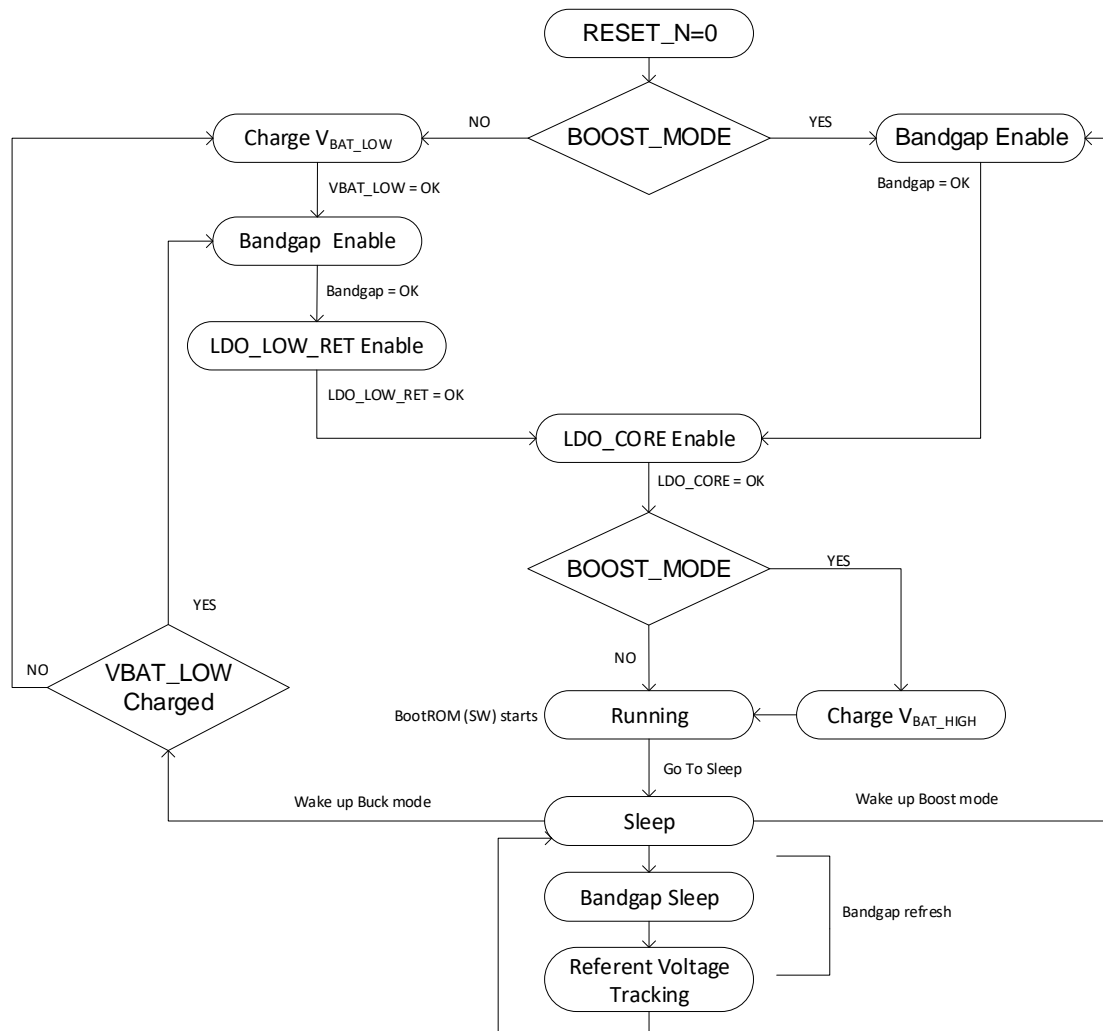 RESET_N=0
NO
BOOST_MODE
YES
Charge VBAT_LOW
Bandgap Enable
VBAT_LOW = OK
Bandgap = OK
Bandgap Enable
Bandgap = OK
LDO_LOW_RET Enable
LDO_LOW_RET = OK
LDO_CORE Enable
LDO_CORE = OK
BOOST_MODE
YES
YES
NO
NO
VBAT_LOW
Charged
BootROM (SW) starts
Running
Charge VBAT_HIGH
Go To Sleep
Wake up Buck mode
Wake up Boost mode
Sleep
Bandgap Sleep
Bandgap refresh
Referent Voltage
Tracking